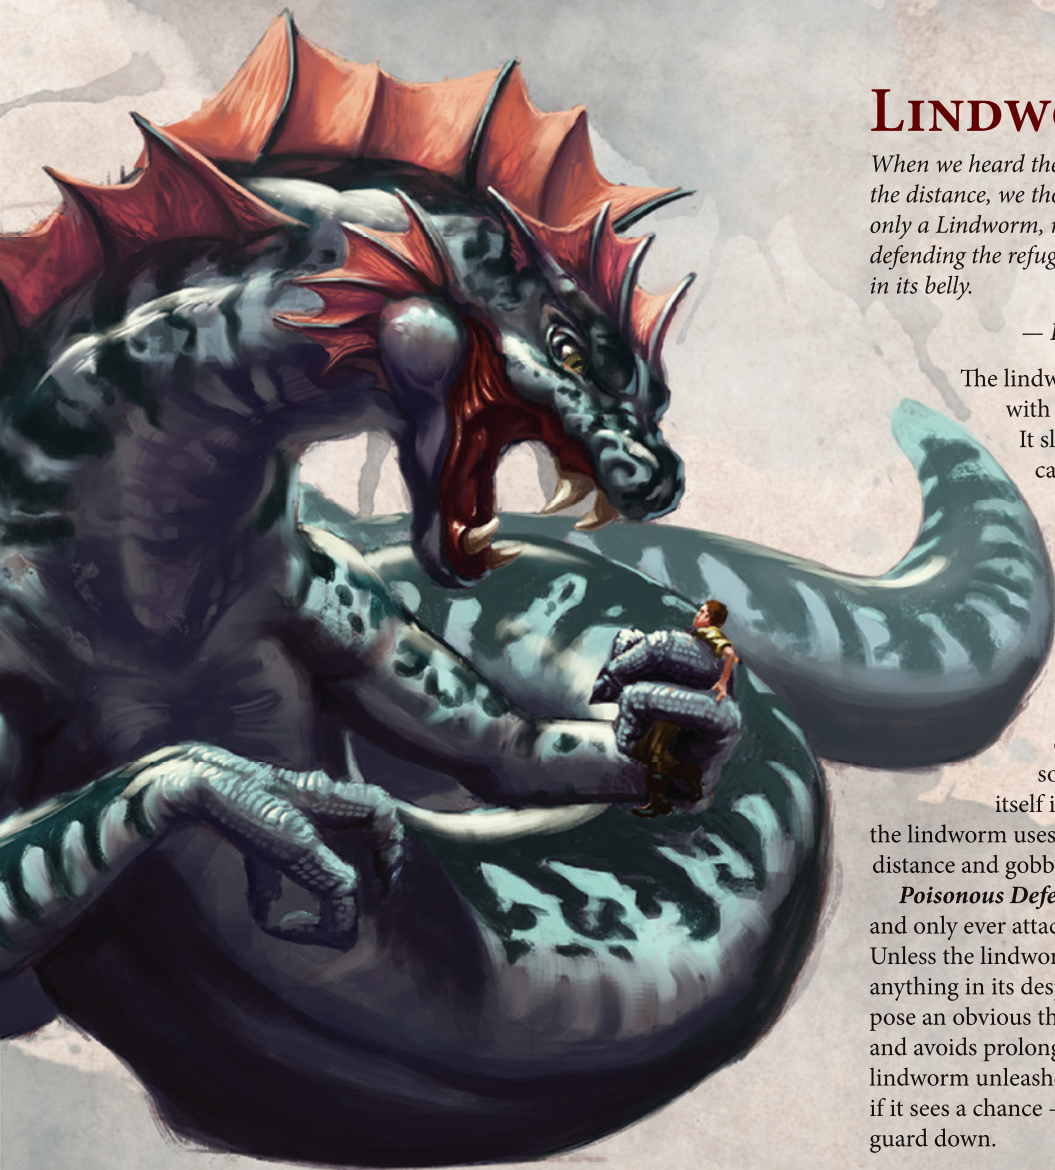 LINDWO
When we heard the
the distance, we tho
only a Lindworm, r
defending the refug
in its belly.
—
The lindw
with
It sl
ca
so
itself i
the lindworm uses
distance and gobb
Poisonous Defe
and only ever attac
Unless the lindwor
anything in its dest
pose an obvious th
and avoids prolong
lindworm unleashe
if it sees a chance -
guard down.